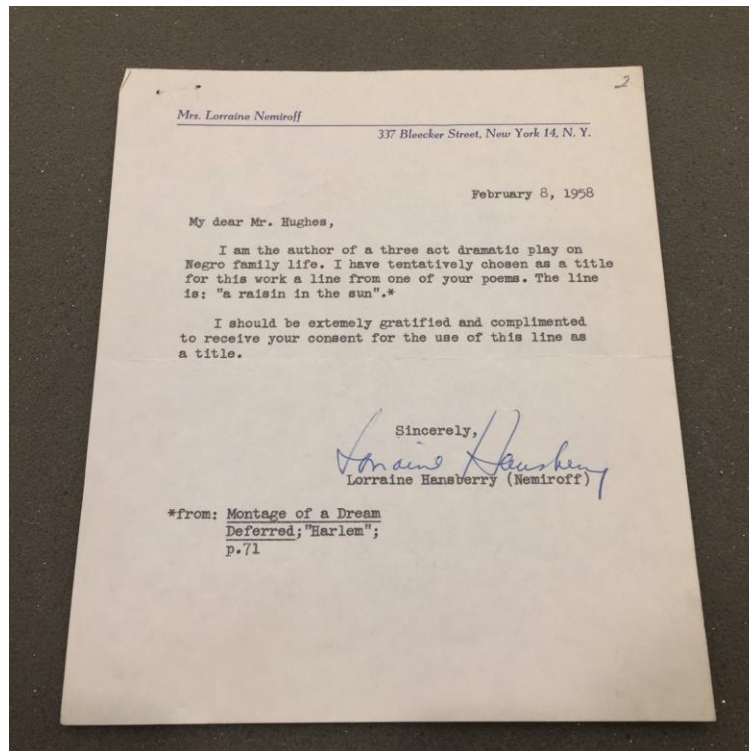 2
Mrs. Lorraine Nemiroff
337 Bleecker Street, New York 14, N. Y.
February 8, 1958
My dear Mr. Hughes,
I am the author of a three act dramatic play on
Negro family life. I have tentatively chosen as a title
for this work a line from one of your poems. The line
is: "a raisin in the sun".*
I should be extemely gratified and complimented
to receive your consent for the use of this line as
a title.
Sincerely,
Lorraine Hansberry
Lorraine Hansberry (Nemiroff)
*from: Montage of a Dream
Deferred; "Harlem";
p.71